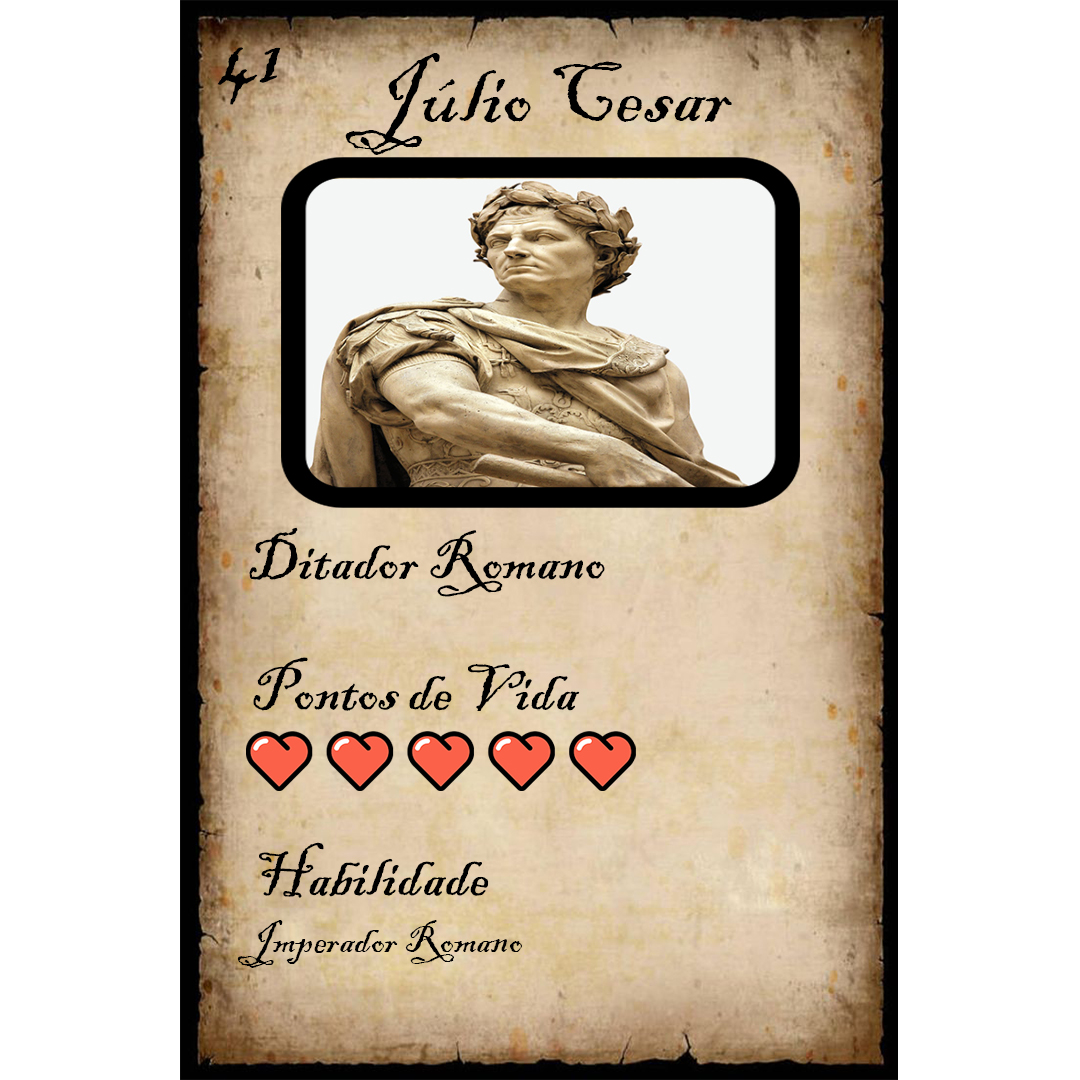 41
Júlio Cesar
Ditador Romano
Pontos de Vida
Habilidade
Imperador Romano